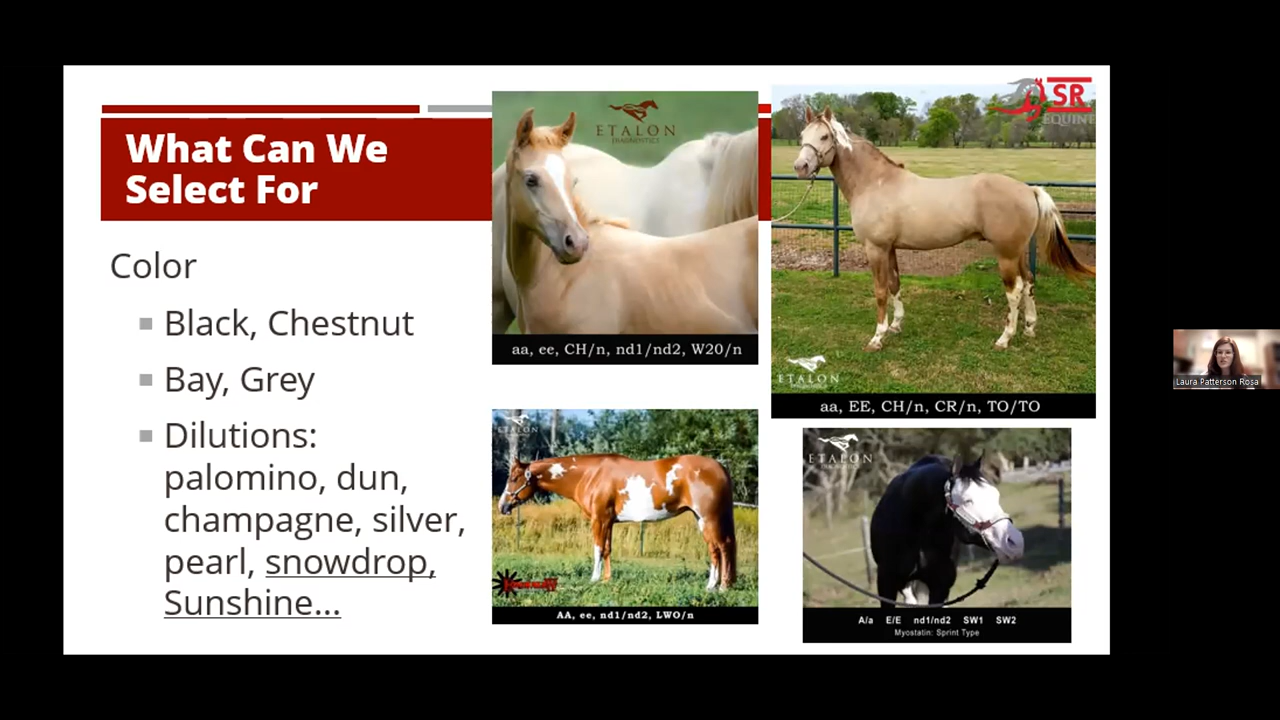 What Can We
Select For
Color
Black, Chestnut
Bay, Grey
Dilutions:
palomino, dun,
champagne, silver,
pearl, snowdrop,
Sunshine...
ETALON
DIAGNOSTICS
aa, ee, CH/n, nd1/nd2, W20/n
SR
EQUINE
ETALON
aa, EE, CH/n, CR/n, TO/TO
ETALON
AA, ee, nd1/nd2, LWO/n
ETALON
A/a E/E nd1/nd2 SW1 SW2
Myostatin: Sprint Type
Laura Patterson Rosa